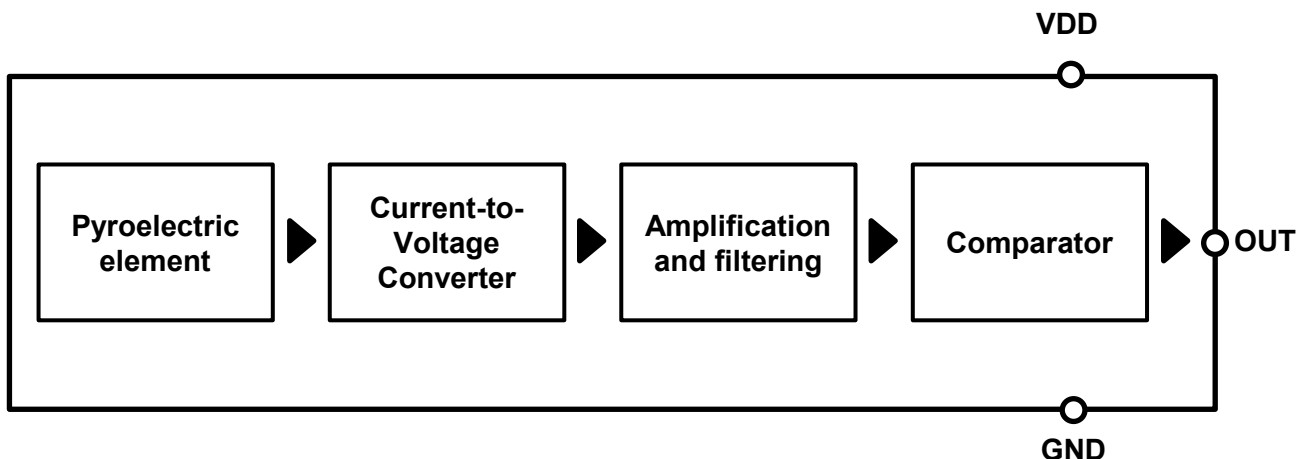 VDD
Pyroelectric
element
Current-to-
Voltage
Converter
Amplification
and filtering
Comparator
OUT
GND